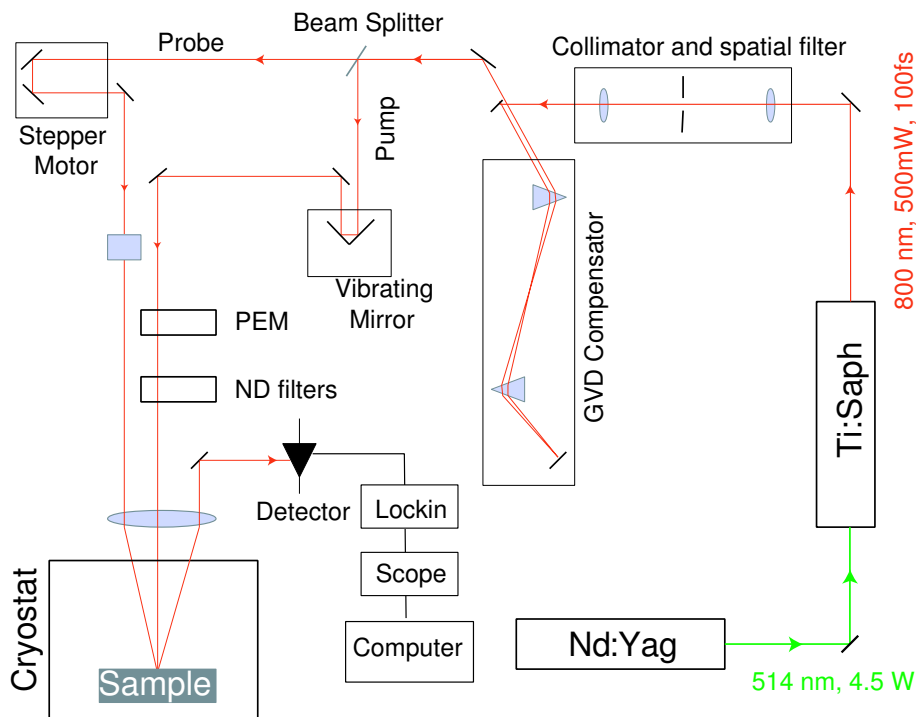 Beam Splitter
Probe
Collimator and spatial filter
Stepper
Motor
Pump
800 nm, 500mW, 100fs
Vibrating
Mirror
GVD Compensator
PEM
ND filters
Ti:Saph
Detector
Lockin
Scope
Computer
Cryostat
Sample
Nd:Yag
514 nm, 4.5 W